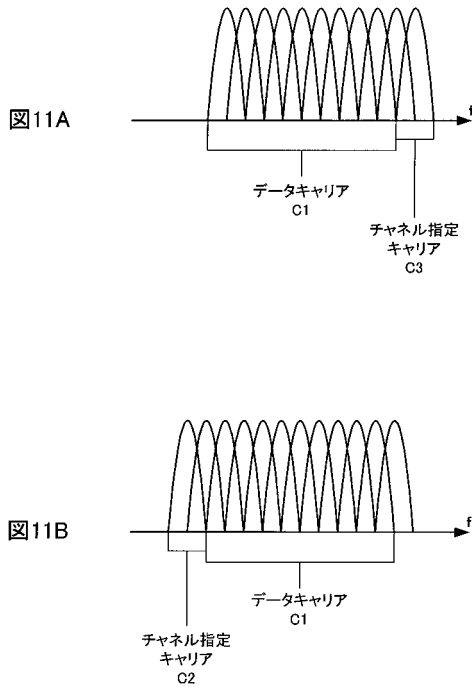 図11A
f
データキャリア
C1
チャネル指定
キャリア
C3
図11B
f
データキャリア
C1
チャネル指定
キャリア
C2